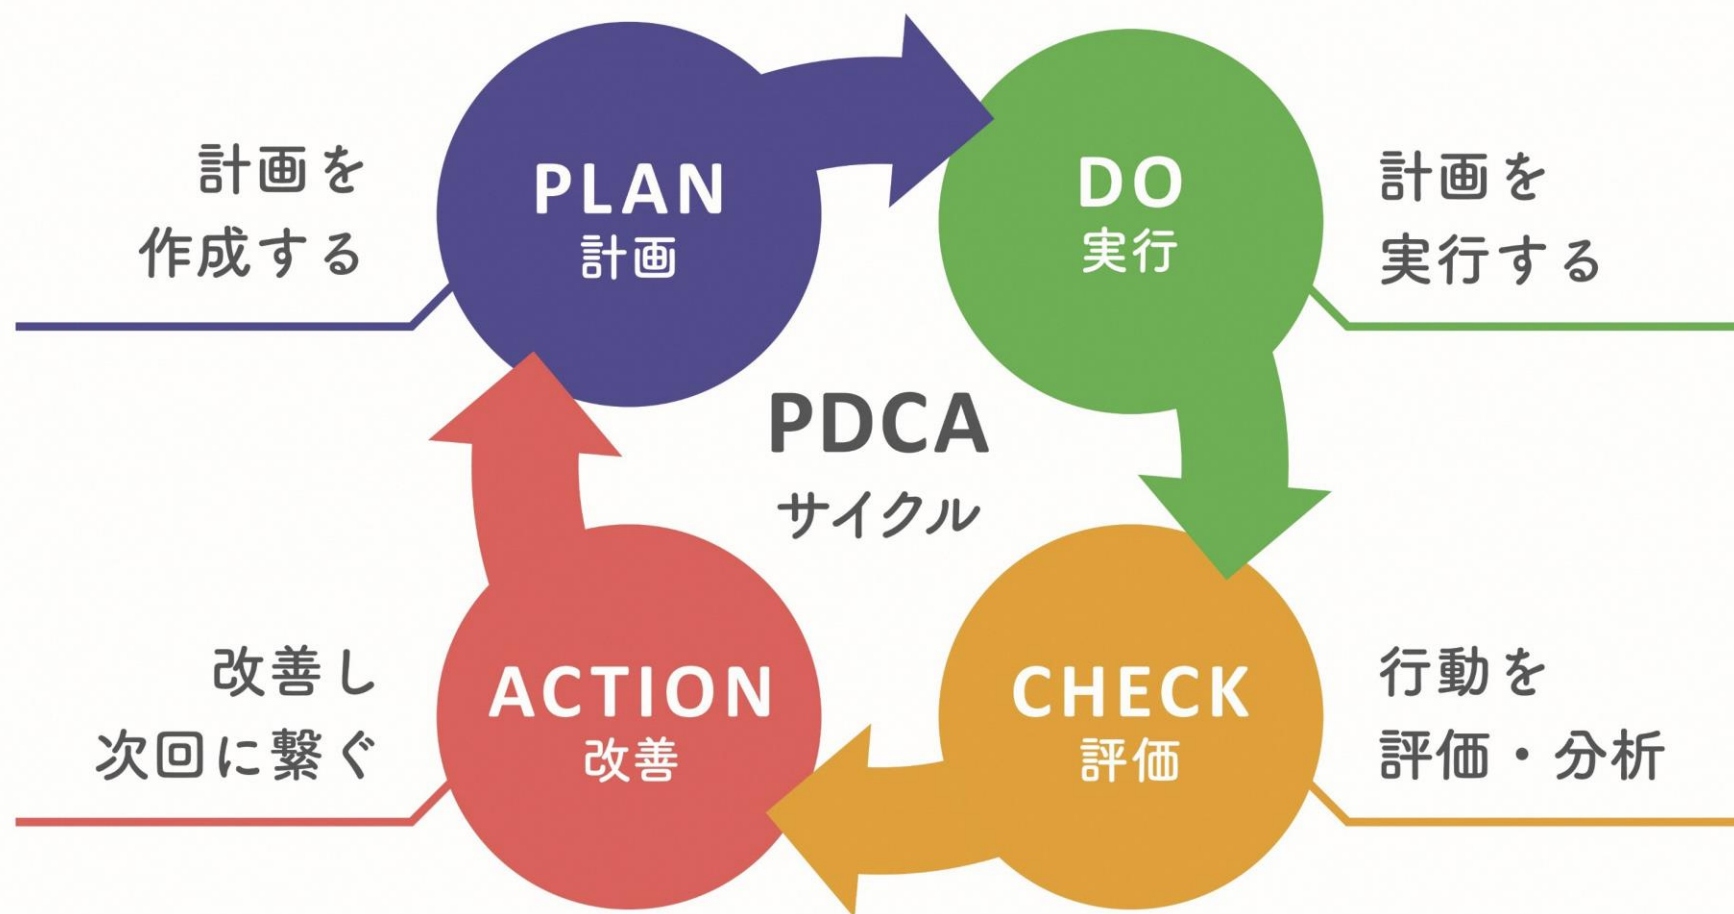 計画を
作成する
PLAN
計画
DO
実行
計画を
実行する
PDCA
サイクル
改善し
次回に繋ぐ
ACTION
改善
CHECK
評価
行動を
評価・分析